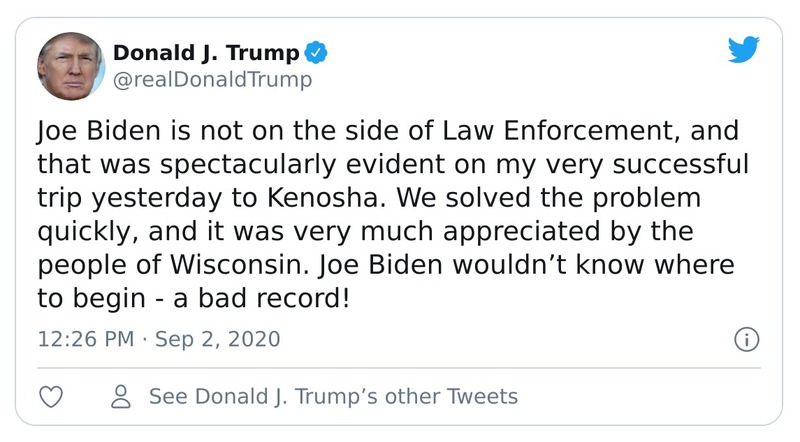 Donald J. Trump
@realDonaldTrump
Joe Biden is not on the side of Law Enforcement, and
that was spectacularly evident on my very successful
trip yesterday to Kenosha. We solved the problem
quickly, and it was very much appreciated by the
people of Wisconsin. Joe Biden wouldn’t know where
to begin - a bad record!
12:26 PM · Sep 2, 2020
See Donald J. Trump’s other Tweets